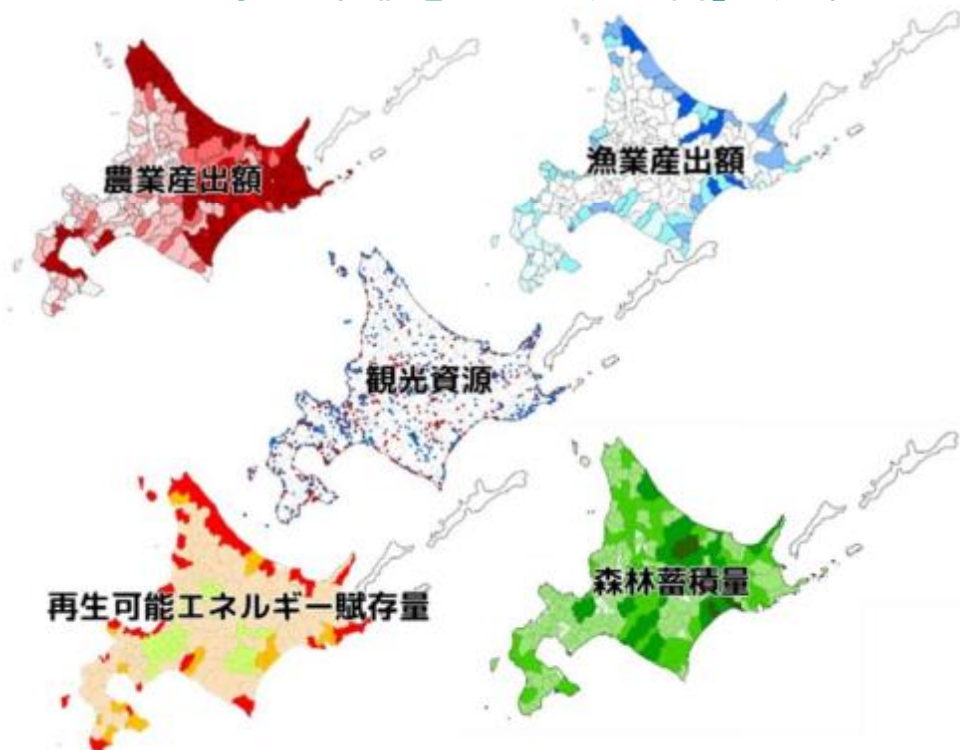 農業産出額
漁業産出額
観光資源
再生可能エネルギー賦存量
森林蓄積量